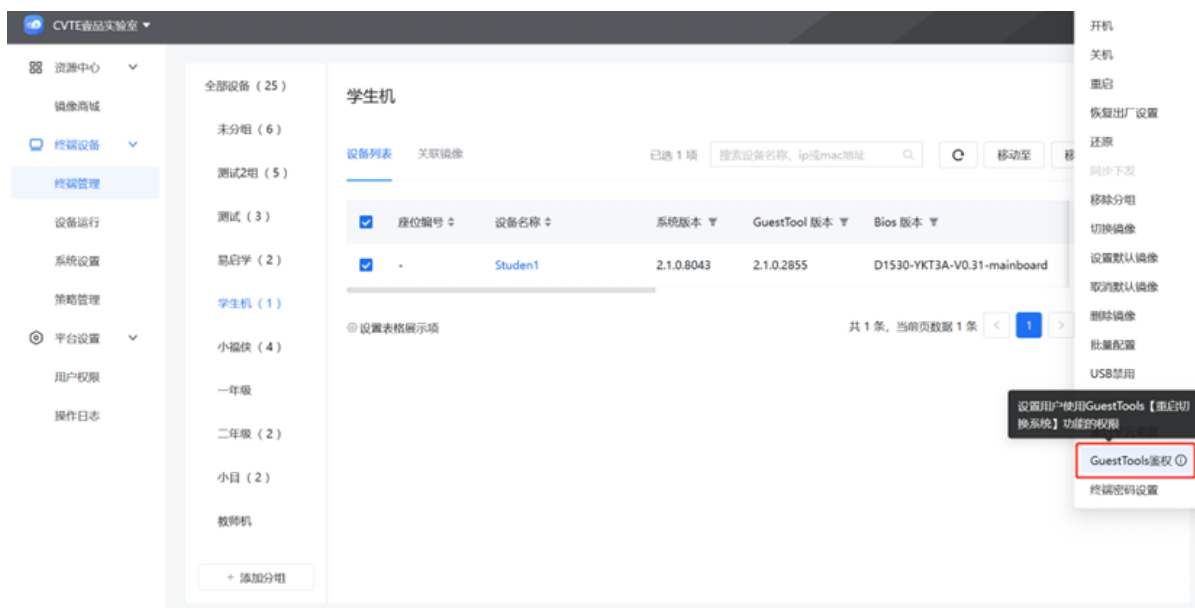 CVTE壹品实验室
资源中心
镜像商城
终端设备
终端管理
设备运行
系统设置
策略管理
平台设置
用户权限
操作日志
全部设备（25）
未分组（6）
测试2组（5）
测试（3）
易启学（2）
学生机（1）
小福侠（4）
一年级
二年级（2）
小目（2）
教师机
+ 添加分组
学生机
设备列表 关联镜像
已选 1 项 搜索设备名称、ip或mac地址 移动至 移
座位编号 设备名称 系统版本 GuestTool 版本 Bios 版本
- Studen1 2.1.0.8043 2.1.0.2855 D1530-YKT3A-V0.31-mainboard
设置表格展示项
共 1 条，当前页数据 1 条 < 1 >
开机
关机
重启
恢复出厂设置
还原
同步下发
移除分组
切换镜像
设置默认镜像
取消默认镜像
删除镜像
批量配置
USB禁用
设置用户使用GuestTools【重启切
换系统】功能的权限
GuestTools鉴权
终端密码设置